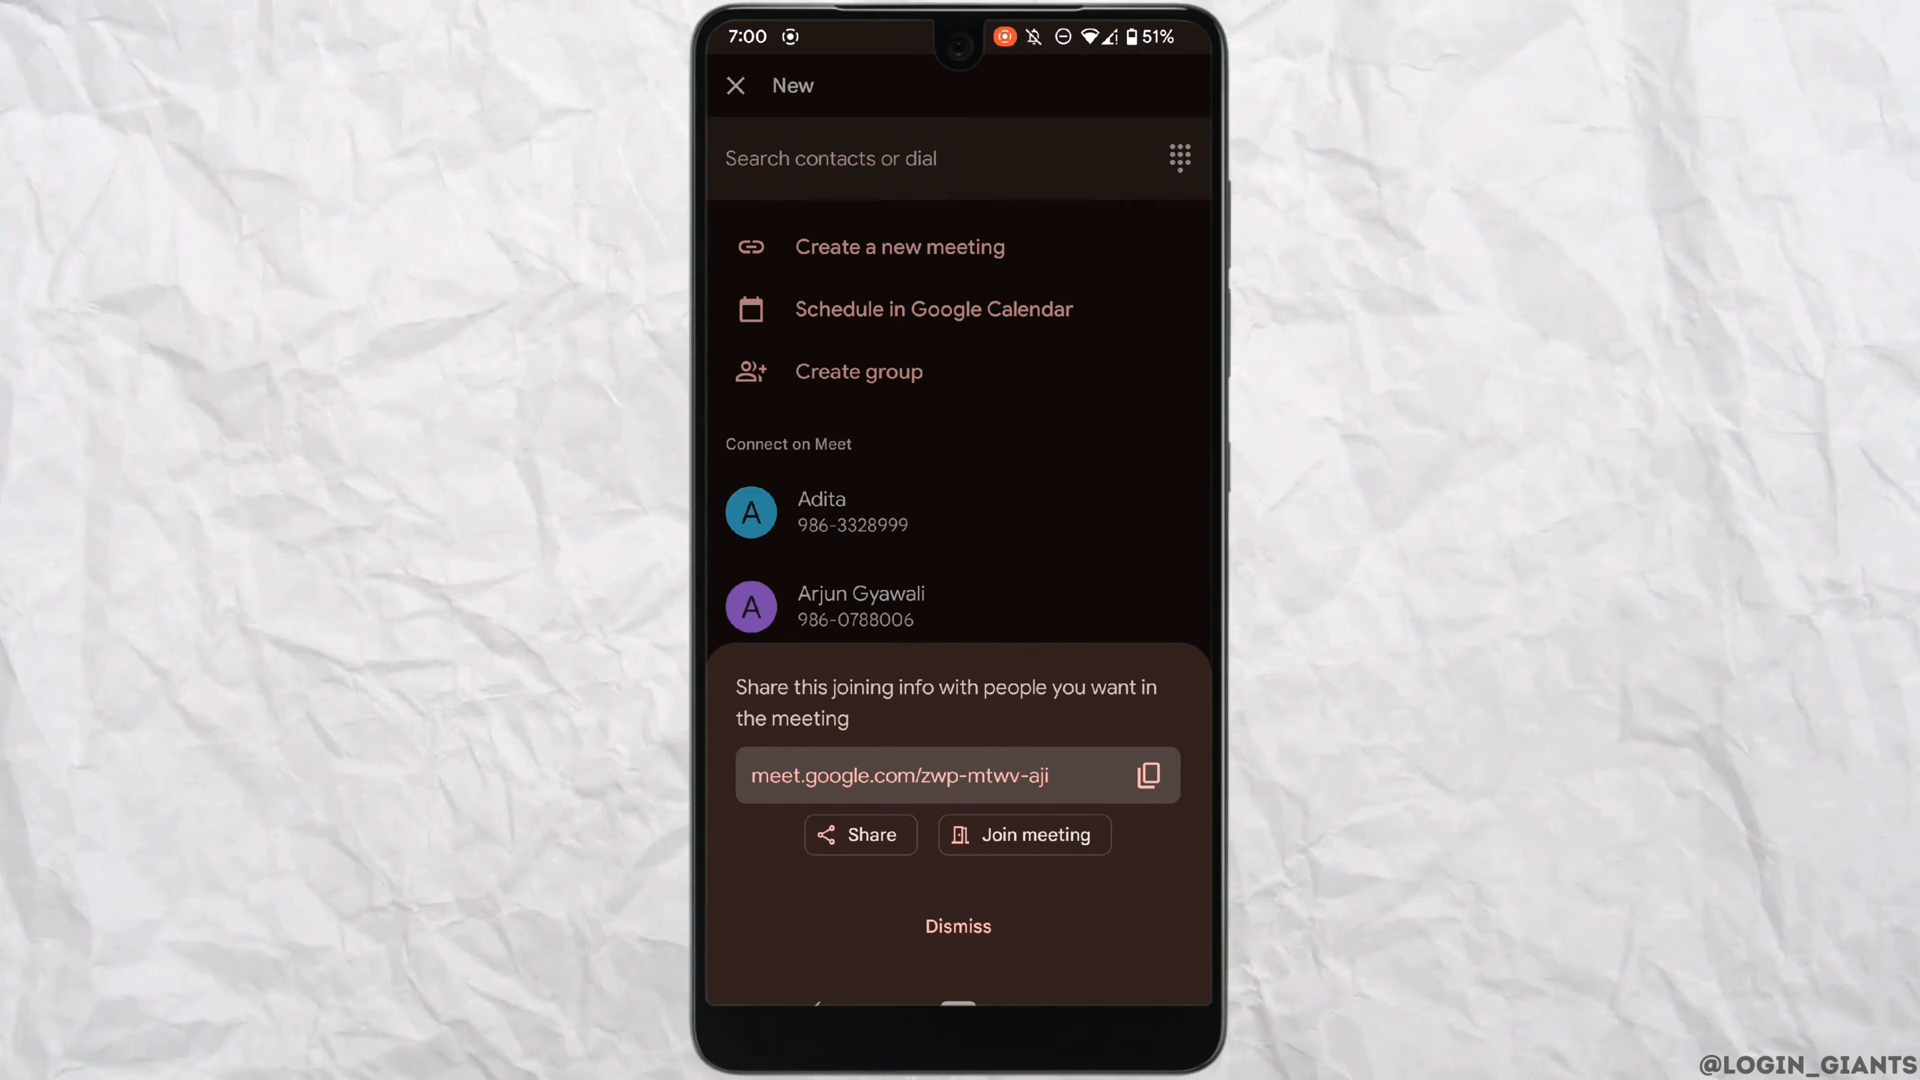 7:00
51%
New
Search contacts or dial
Create a new meeting
Schedule in Google Calendar
Create group
Connect on Meet
A
Adita
986-3328999
A
Arjun Gyawali
986-0788006
Share this joining info with people you want in
the meeting
meet.google.com/zwp-mtwv-aji
Share
Join meeting
Dismiss
@LOGIN_GIANTS